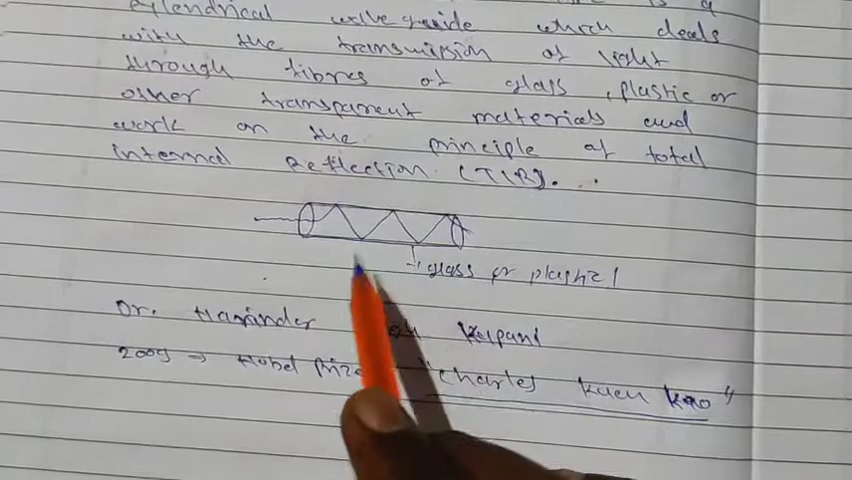 cylendrical wave guide which deals
with the transmission of light
through fibres of glass, plastic or
other transparent materials and
work on the principle of total
internal Reflection. (TIR).
glass or plastic
Dr. Harinder Kapani
2009 → Nobel Prize "Charles Kuen Kao"